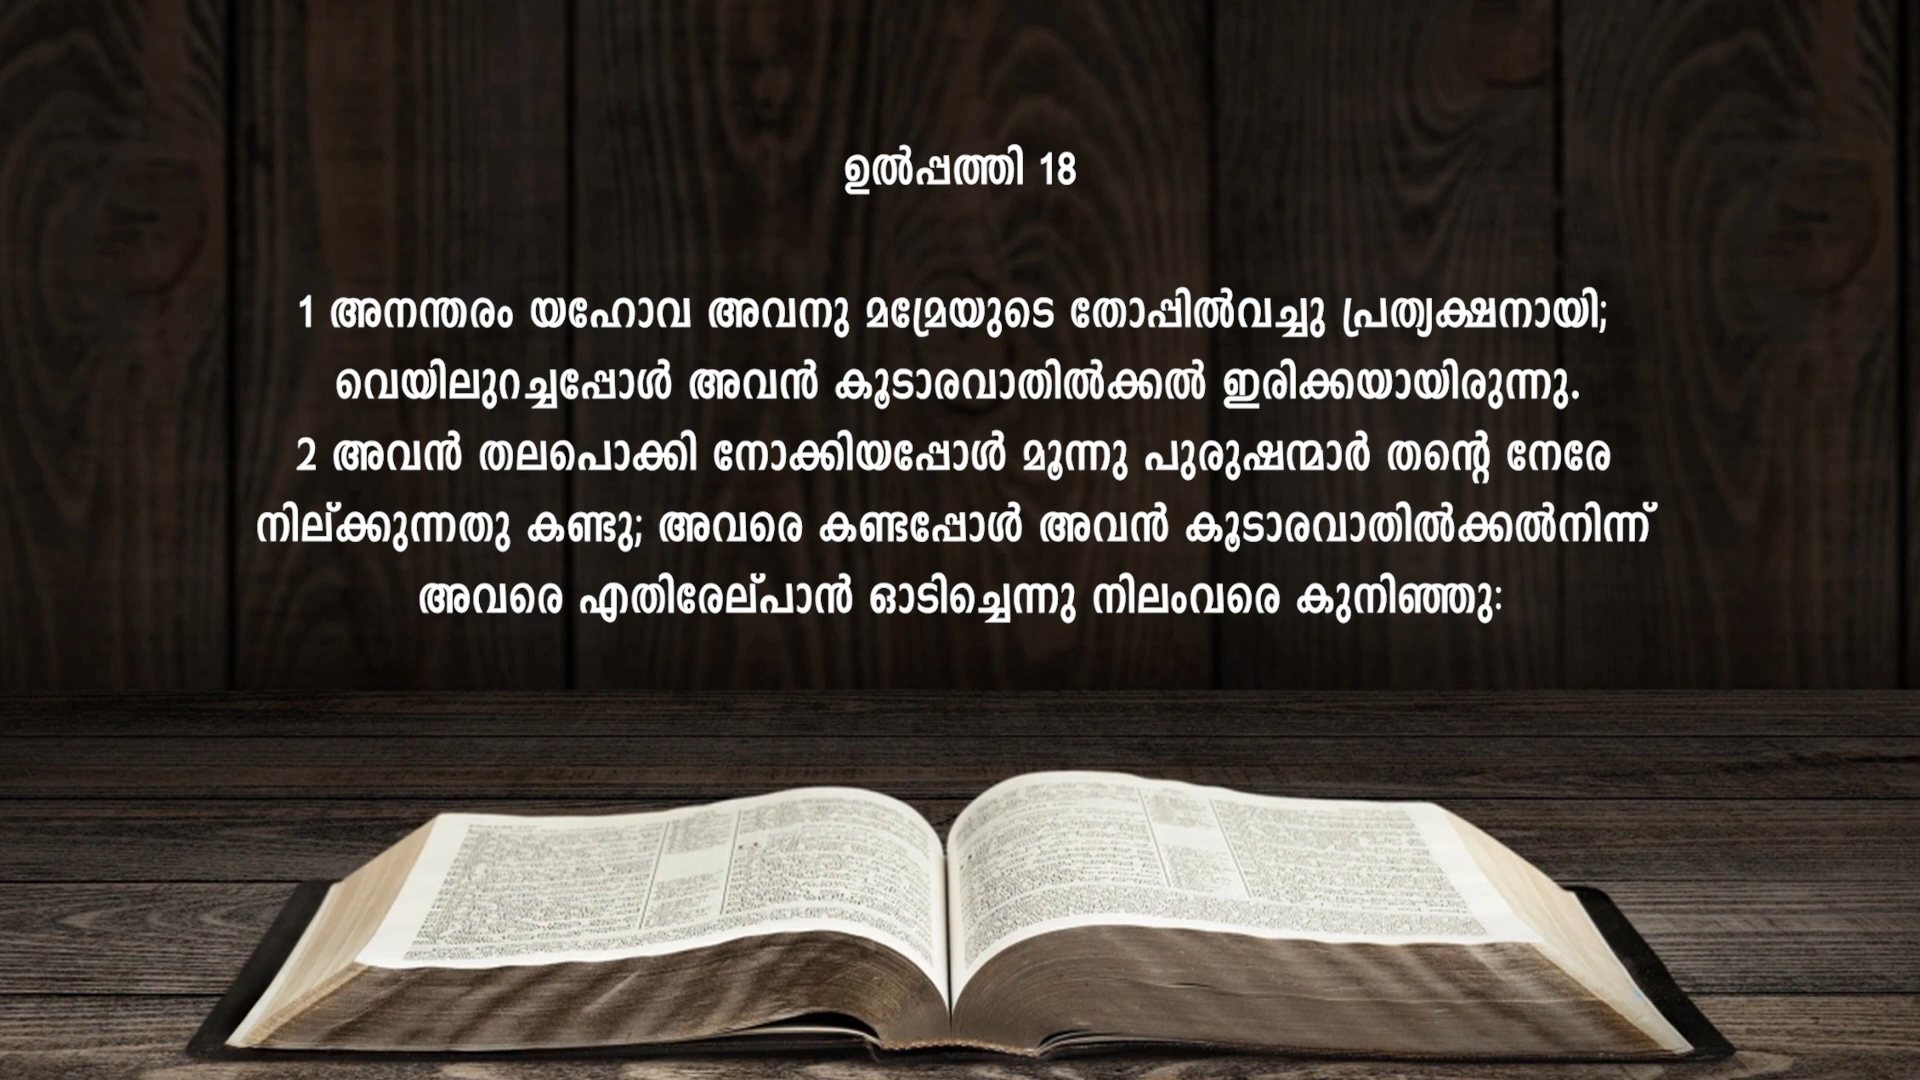 ഉൽപ്പത്തി 18
1 അനന്തരം യഹോവ അവനു മമ്രേയുടെ തോപ്പിൽവച്ചു പ്രത്യക്ഷനായി;
വെയിലുറച്ചപ്പോൾ അവൻ കൂടാരവാതിൽക്കൽ ഇരിക്കയായിരുന്നു.
2 അവൻ തലപൊക്കി നോക്കിയപ്പോൾ മൂന്നു പുരുഷന്മാർ തന്റെ നേരേ
നില്ക്കുന്നതു കണ്ടു; അവരെ കണ്ടപ്പോൾ അവൻ കൂടാരവാതിൽക്കൽനിന്ന്
അവരെ എതിരേല്പാൻ ഓടിച്ചെന്നു നിലംവരെ കുനിഞ്ഞു: